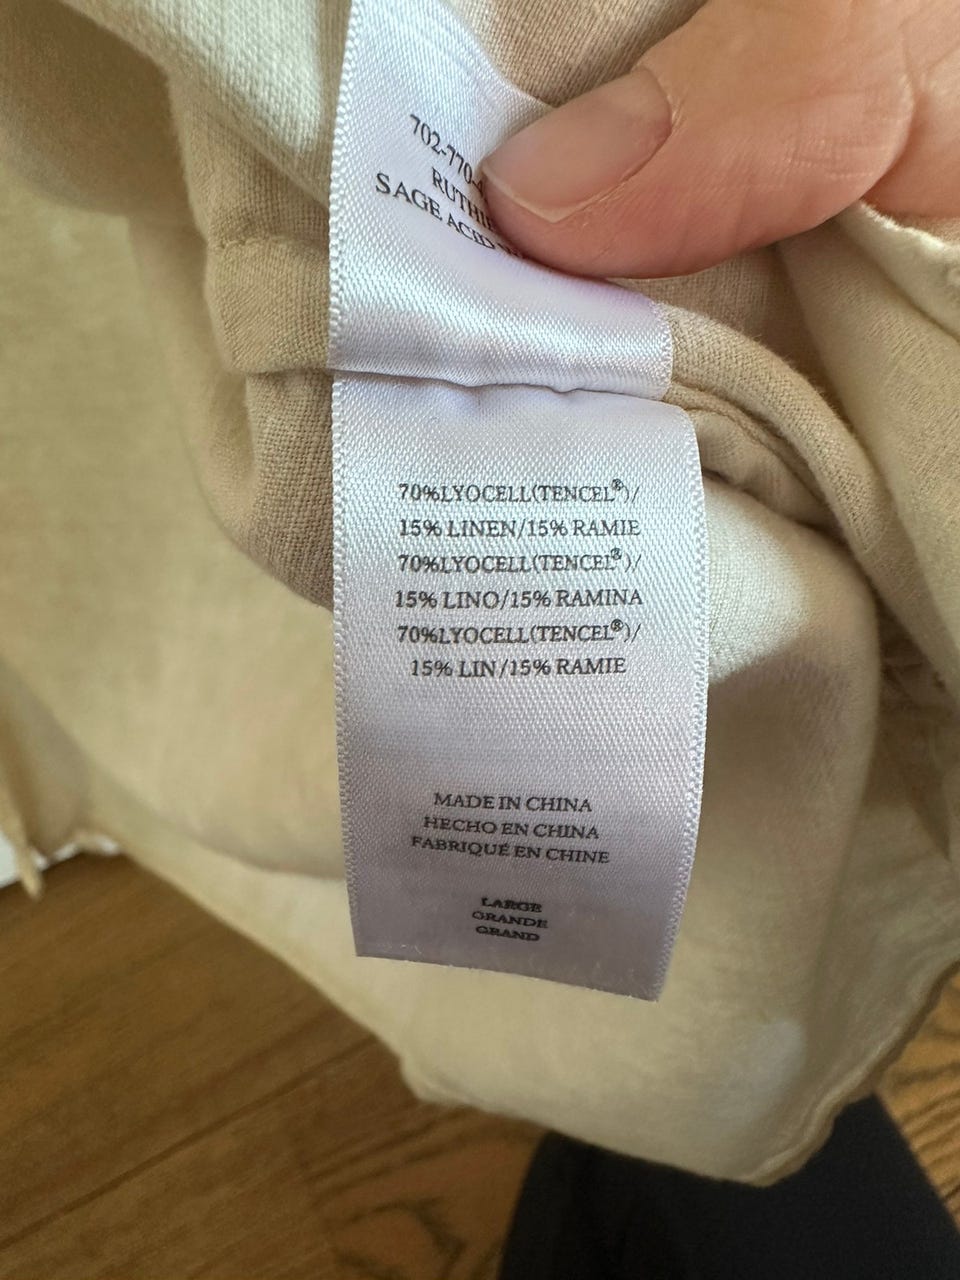 702-770-
RUTHIE
SAGE ACID
70%LYOCELL(TENCEL®)/
15% LINEN/15% RAMIE
70%LYOCELL(TENCEL®)/
15% LINO/15% RAMINA
70%LYOCELL(TENCEL®)/
15% LIN/15% RAMIE
MADE IN CHINA
HECHO EN CHINA
FABRIQUÉ EN CHINE
LARGE
GRANDE
GRAND